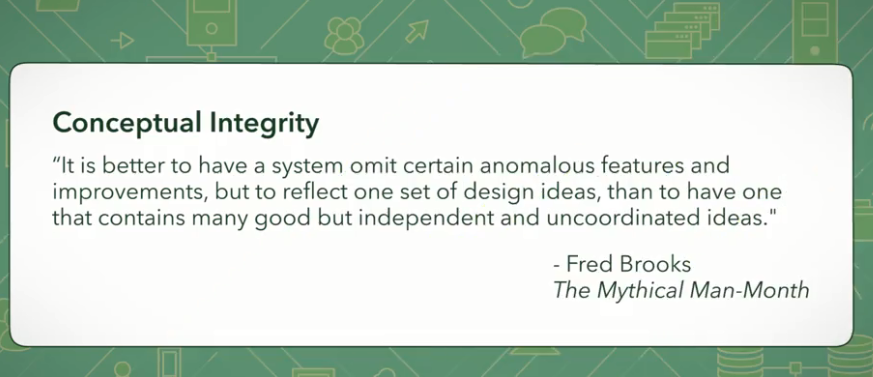 Conceptual Integrity
“It is better to have a system omit certain anomalous features and
improvements, but to reflect one set of design ideas, than to have one
that contains many good but independent and uncoordinated ideas."
- Fred Brooks
The Mythical Man-Month